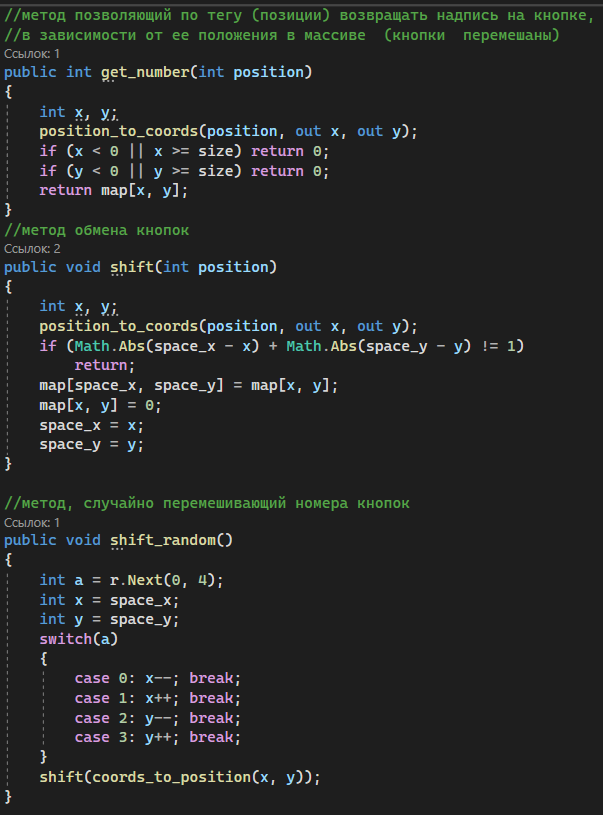 //метод позволяющий по тегу (позиции) возвращать надпись на кнопке,
//в зависимости от ее положения в массиве  (кнопки  перемешаны)
Ссылок: 1
public int get_number(int position)
{
    int x, y;
    position_to_coords(position, out x, out y);
    if (x < 0 || x >= size) return 0;
    if (y < 0 || y >= size) return 0;
    return map[x, y];
}
//метод обмена кнопок
Ссылок: 2
public void shift(int position)
{
    int x, y;
    position_to_coords(position, out x, out y);
    if (Math.Abs(space_x - x) + Math.Abs(space_y - y) != 1)
        return;
    map[space_x, space_y] = map[x, y];
    map[x, y] = 0;
    space_x = x;
    space_y = y;
}
//метод, случайно перемешивающий номера кнопок
Ссылок: 1
public void shift_random()
{
    int a = r.Next(0, 4);
    int x = space_x;
    int y = space_y;
    switch(a)
    {
        case 0: x--; break;
        case 1: x++; break;
        case 2: y--; break;
        case 3: y++; break;
    }
    shift(coords_to_position(x, y));
}